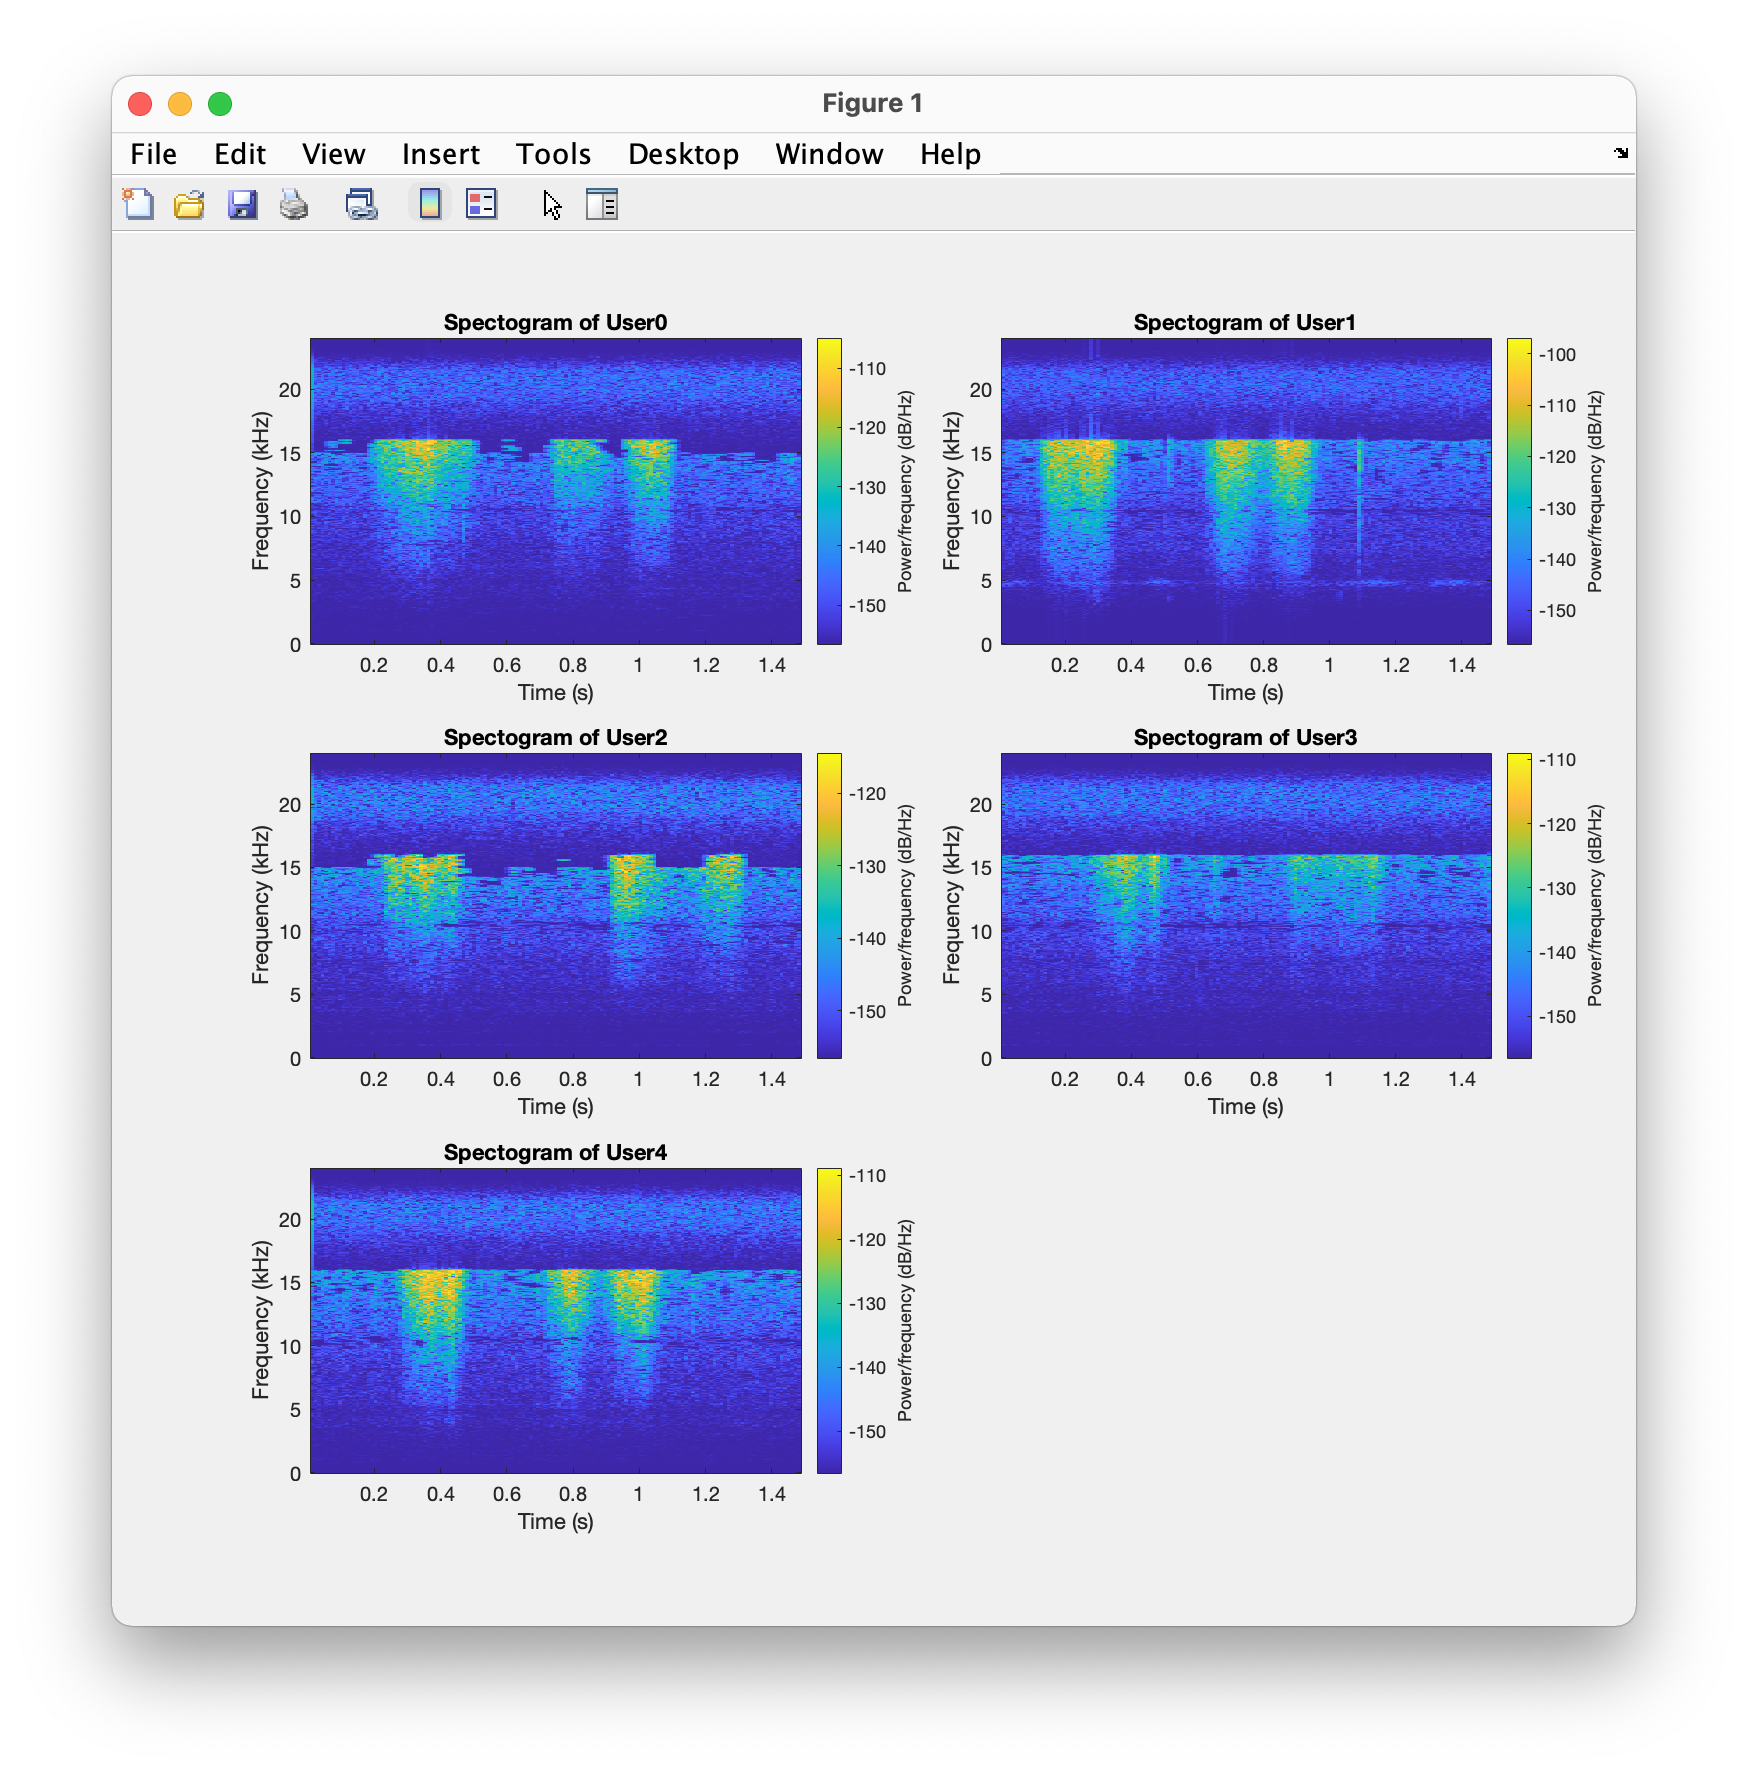 Figure 1
File Edit View Insert Tools Desktop Window Help
Spectogram of User0
20
15
10
5
0
Frequency (kHz)
0.2 0.4 0.6 0.8 1 1.2 1.4
Time (s)
-110
-120
-130
-140
-150
Power/frequency (dB/Hz)
Spectogram of User1
20
15
10
5
0
Frequency (kHz)
0.2 0.4 0.6 0.8 1 1.2 1.4
Time (s)
-100
-110
-120
-130
-140
-150
Power/frequency (dB/Hz)
Spectogram of User2
20
15
10
5
0
Frequency (kHz)
0.2 0.4 0.6 0.8 1 1.2 1.4
Time (s)
-120
-130
-140
-150
Power/frequency (dB/Hz)
Spectogram of User3
20
15
10
5
0
Frequency (kHz)
0.2 0.4 0.6 0.8 1 1.2 1.4
Time (s)
-110
-120
-130
-140
-150
Power/frequency (dB/Hz)
Spectogram of User4
20
15
10
5
0
Frequency (kHz)
0.2 0.4 0.6 0.8 1 1.2 1.4
Time (s)
-110
-120
-130
-140
-150
Power/frequency (dB/Hz)